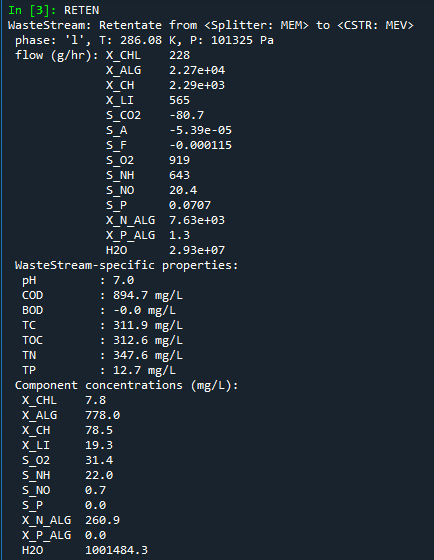 In [3]: RETEN
WasteStream: Retentate from <Splitter: MEM> to <CSTR: MEV>
phase: 'l', T: 286.08 K, P: 101325 Pa
flow (g/hr): X_CHL 228
X_ALG 2.27e+04
X_CH 2.29e+03
X_LI 565
S_CO2 -80.7
S_A -5.39e-05
S_F -0.000115
S_O2 919
S_NH 643
S_NO 20.4
S_P 0.0707
X_N_ALG 7.63e+03
X_P_ALG 1.3
H2O 2.93e+07
WasteStream-specific properties:
pH : 7.0
COD : 894.7 mg/L
BOD : -0.0 mg/L
TC : 311.9 mg/L
TOC : 312.6 mg/L
TN : 347.6 mg/L
TP : 12.7 mg/L
Component concentrations (mg/L):
X_CHL 7.8
X_ALG 778.0
X_CH 78.5
X_LI 19.3
S_O2 31.4
S_NH 22.0
S_NO 0.7
S_P 0.0
X_N_ALG 260.9
X_P_ALG 0.0
H2O 1001484.3